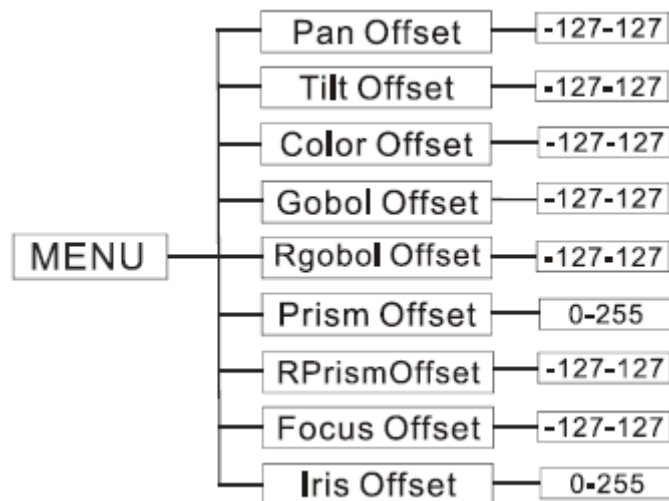 Pan Offset -127-127
Tilt Offset -127-127
Color Offset -127-127
Gobol Offset -127-127
MENU
Rgobol Offset -127-127
Prism Offset 0-255
RPrismOffset -127-127
Focus Offset -127-127
Iris Offset 0-255